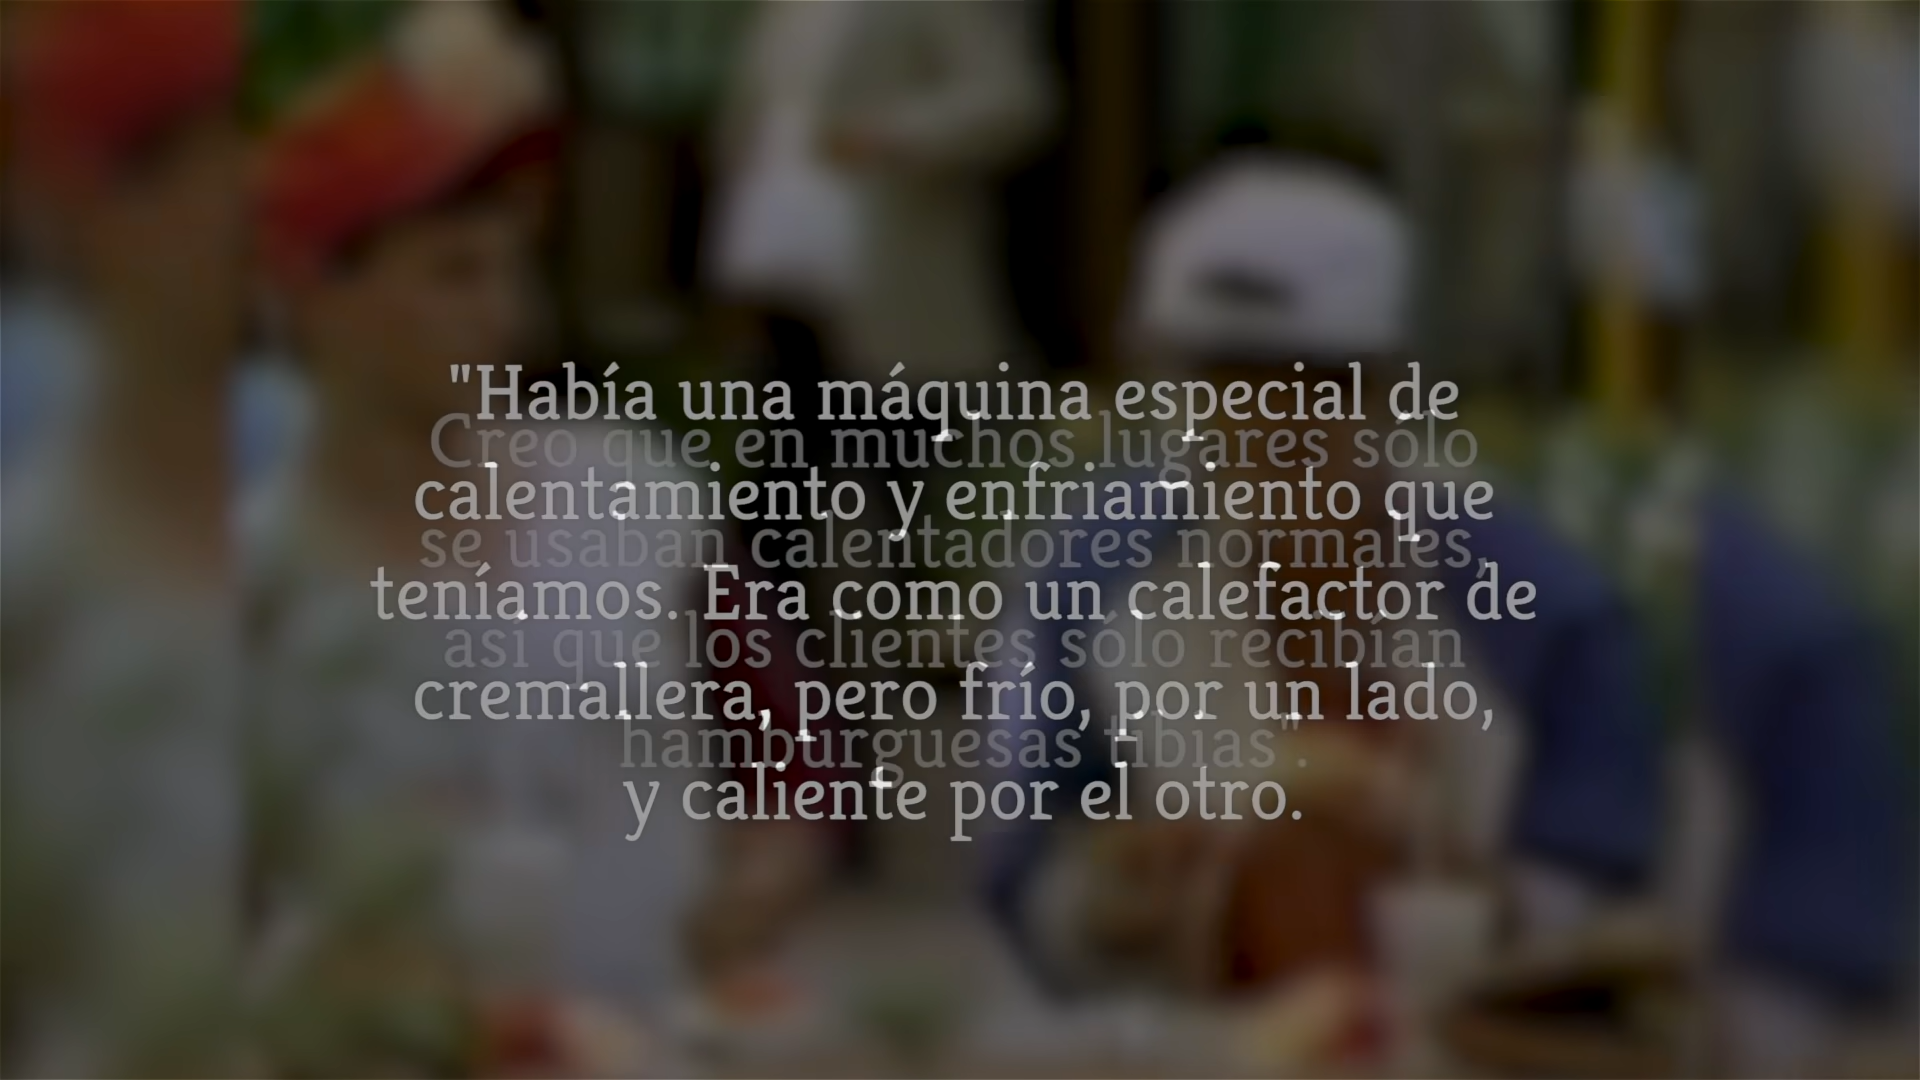 "Había una máquina especial de
calentamiento y enfriamiento que
teníamos. Era como un calefactor de
cremallera, pero frío, por un lado,
y caliente por el otro.
Creo que en muchos lugares sólo
se usaban calentadores normales,
así que los clientes sólo recibían
hamburguesas tibias".